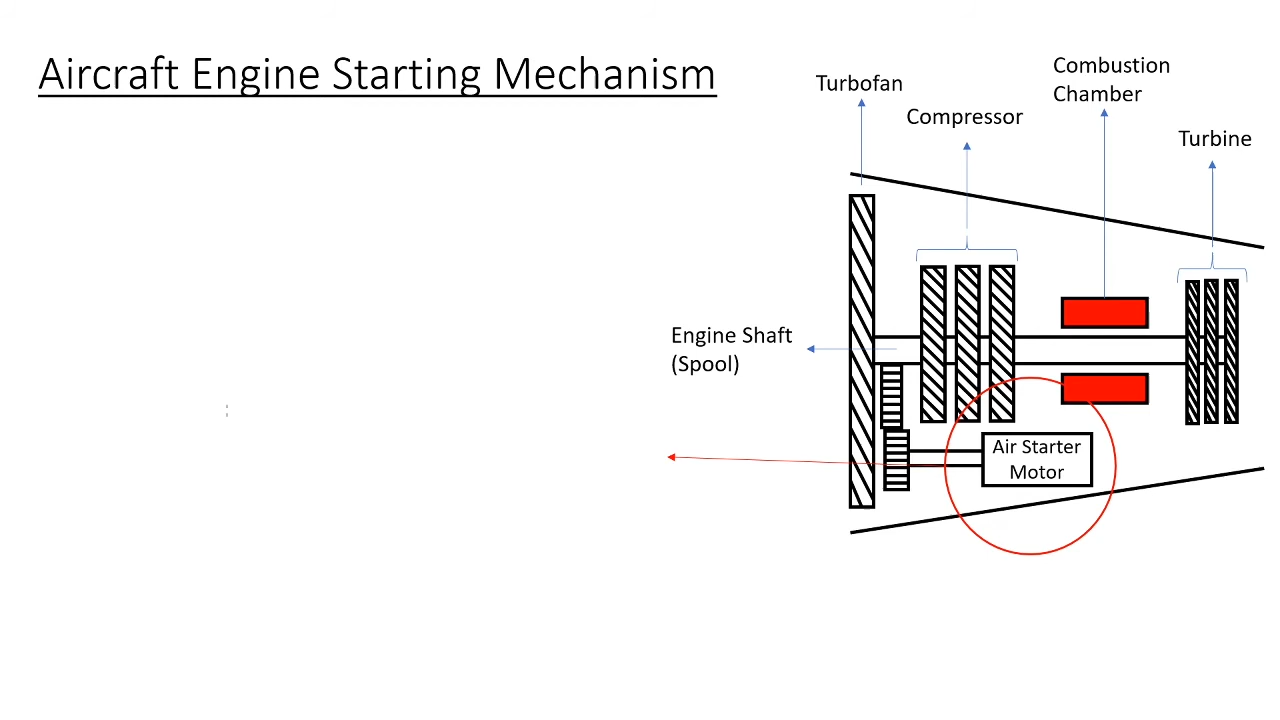 Aircraft Engine Starting Mechanism
Turbofan
Compressor
Combustion
Chamber
Turbine
Engine Shaft
(Spool)
Air Starter
Motor